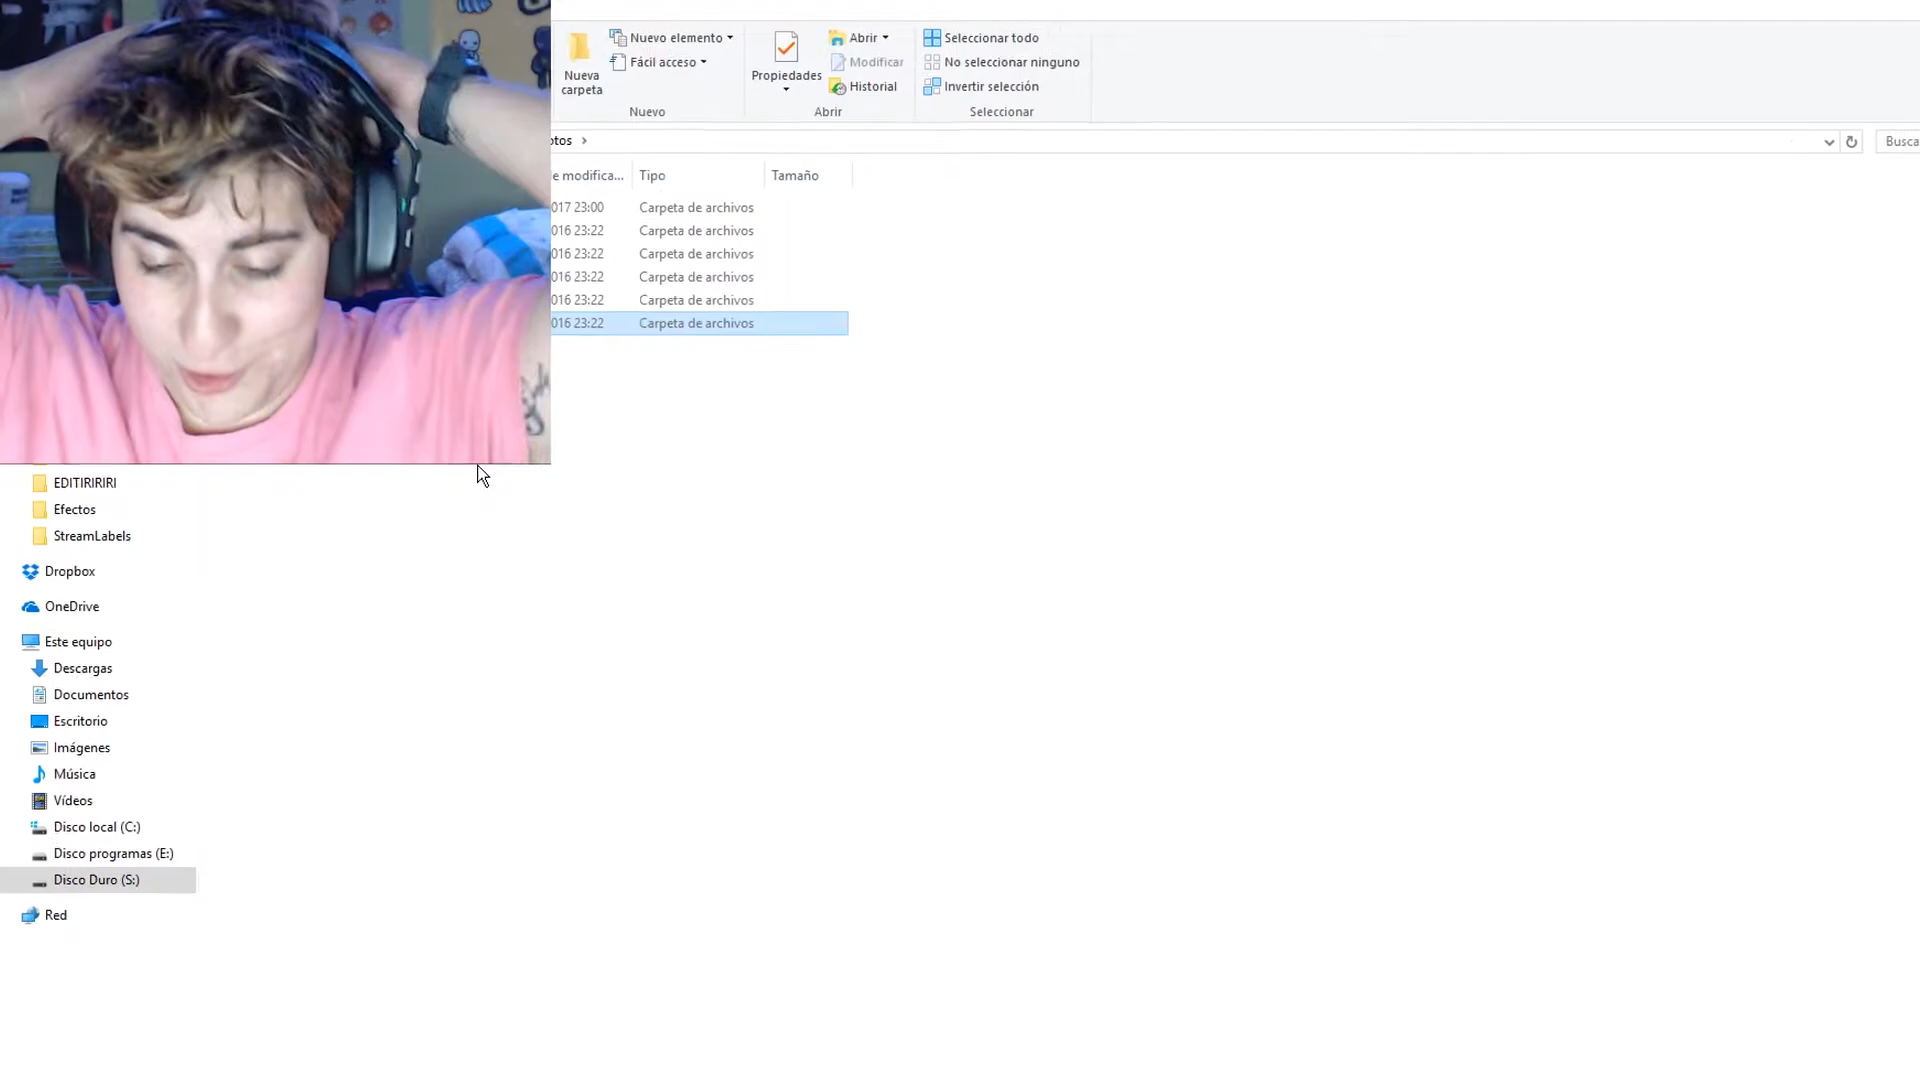 Nuevo elemento
Fácil acceso
Nueva
carpeta
Nuevo
Propiedades
Abrir
Modificar
Historial
Abrir
Seleccionar todo
No seleccionar ninguno
Invertir selección
Seleccionar
otos
Busca
e modifica... Tipo Tamaño
017 23:00 Carpeta de archivos
016 23:22 Carpeta de archivos
016 23:22 Carpeta de archivos
016 23:22 Carpeta de archivos
016 23:22 Carpeta de archivos
016 23:22 Carpeta de archivos
EDITIRIRIRI
Efectos
StreamLabels
Dropbox
OneDrive
Este equipo
Descargas
Documentos
Escritorio
Imágenes
Música
Vídeos
Disco local (C:)
Disco programas (E:)
Disco Duro (S:)
Red